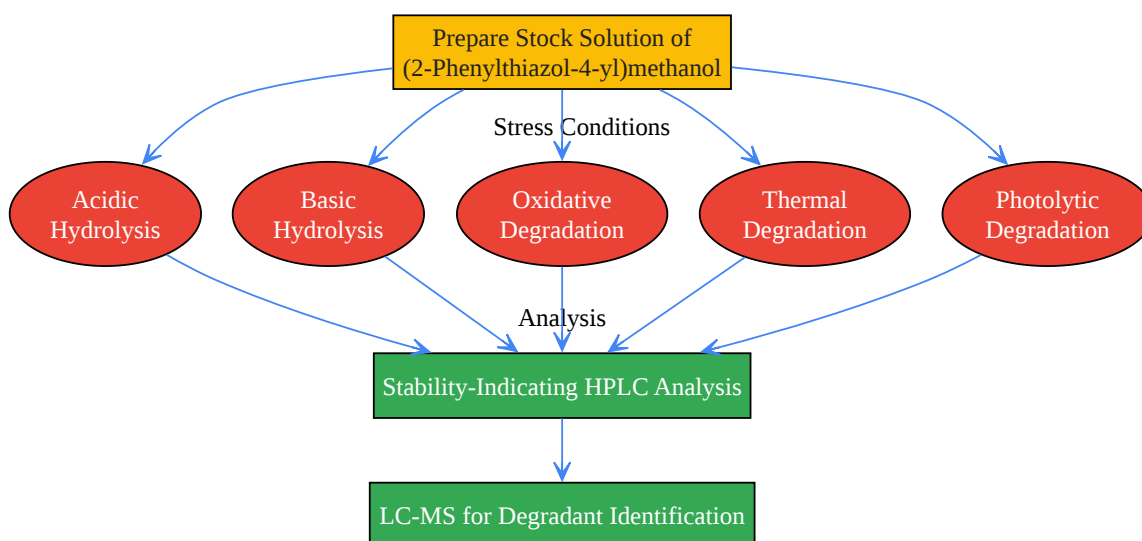 Prepare Stock Solution of
(2-Phenylthiazol-4-yl)methanol
Stress Conditions
Acidic
Hydrolysis
Basic
Hydrolysis
Oxidative
Degradation
Thermal
Degradation
Photolytic
Degradation
Analysis
Stability-Indicating HPLC Analysis
LC-MS for Degradant Identification